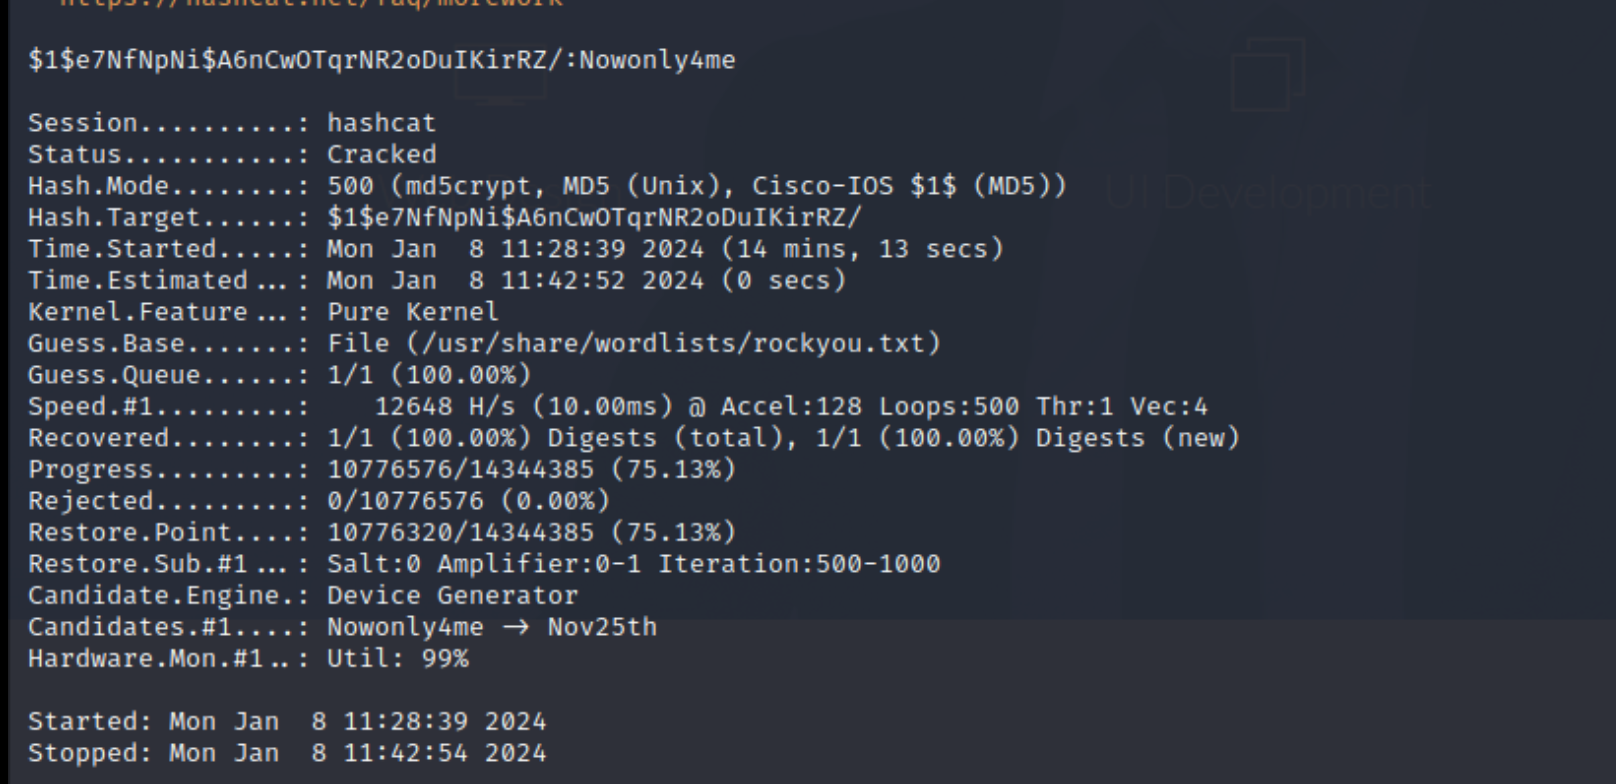 https://hashcat.net/faq/morework
$1$e7NfNpNi$A6nCwOTqrNR2oDuIKirRZ/:Nowonly4me
Session..........: hashcat
Status...........: Cracked
Hash.Mode........: 500 (md5crypt, MD5 (Unix), Cisco-IOS $1$ (MD5))
UI Development
Hash.Target......: $1$e7NfNpNi$A6nCwOTqrNR2oDuIKirRZ/
Time.Started.....: Mon Jan  8 11:28:39 2024 (14 mins, 13 secs)
Time.Estimated...: Mon Jan  8 11:42:52 2024 (0 secs)
Kernel.Feature...: Pure Kernel
Guess.Base.......: File (/usr/share/wordlists/rockyou.txt)
Guess.Queue......: 1/1 (100.00%)
Speed.#1.........:    12648 H/s (10.00ms) @ Accel:128 Loops:500 Thr:1 Vec:4
Recovered........: 1/1 (100.00%) Digests (total), 1/1 (100.00%) Digests (new)
Progress.........: 10776576/14344385 (75.13%)
Rejected.........: 0/10776576 (0.00%)
Restore.Point....: 10776320/14344385 (75.13%)
Restore.Sub.#1...: Salt:0 Amplifier:0-1 Iteration:500-1000
Candidate.Engine.: Device Generator
Candidates.#1....: Nowonly4me -> Nov25th
Hardware.Mon.#1..: Util: 99%
Started: Mon Jan  8 11:28:39 2024
Stopped: Mon Jan  8 11:42:54 2024